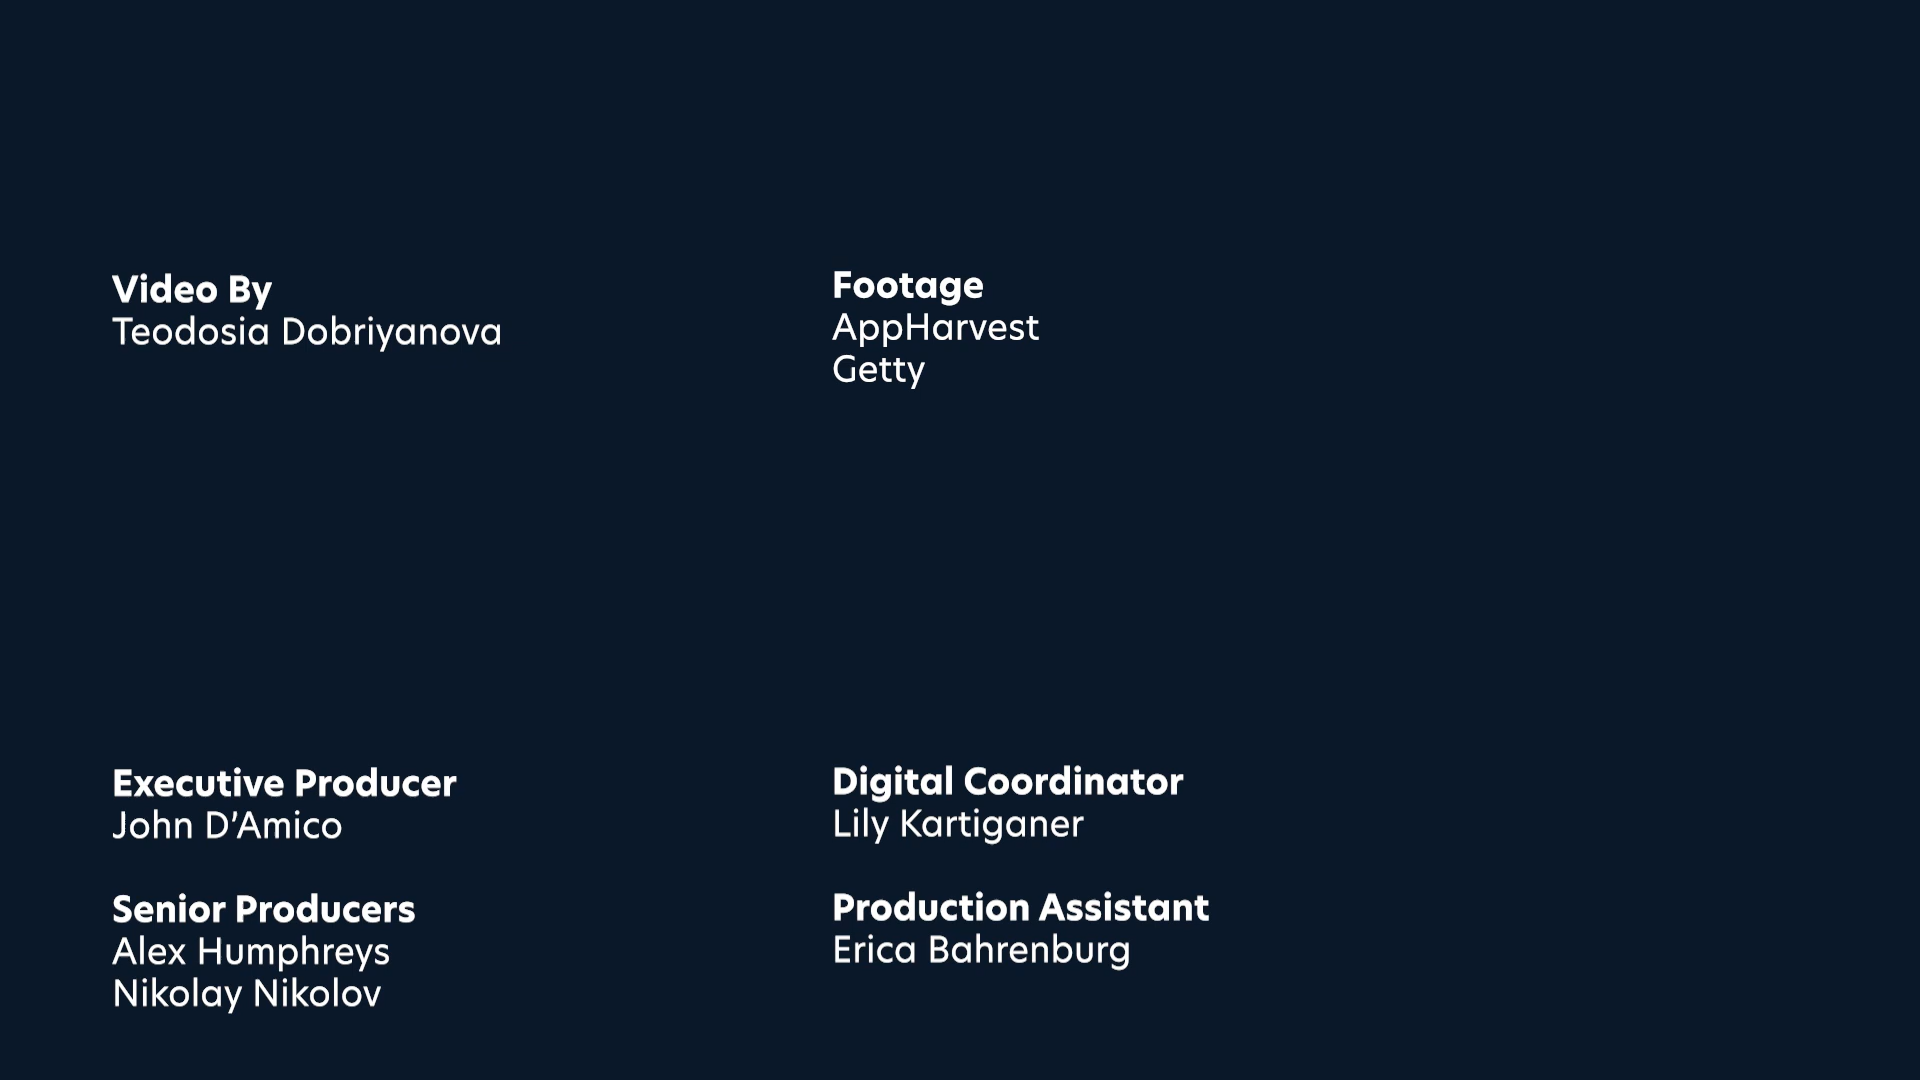 Video By
Teodosia Dobriyanova
Footage
AppHarvest
Getty
Executive Producer
John D’Amico
Senior Producers
Alex Humphreys
Nikolay Nikolov
Digital Coordinator
Lily Kartiganer
Production Assistant
Erica Bahrenburg